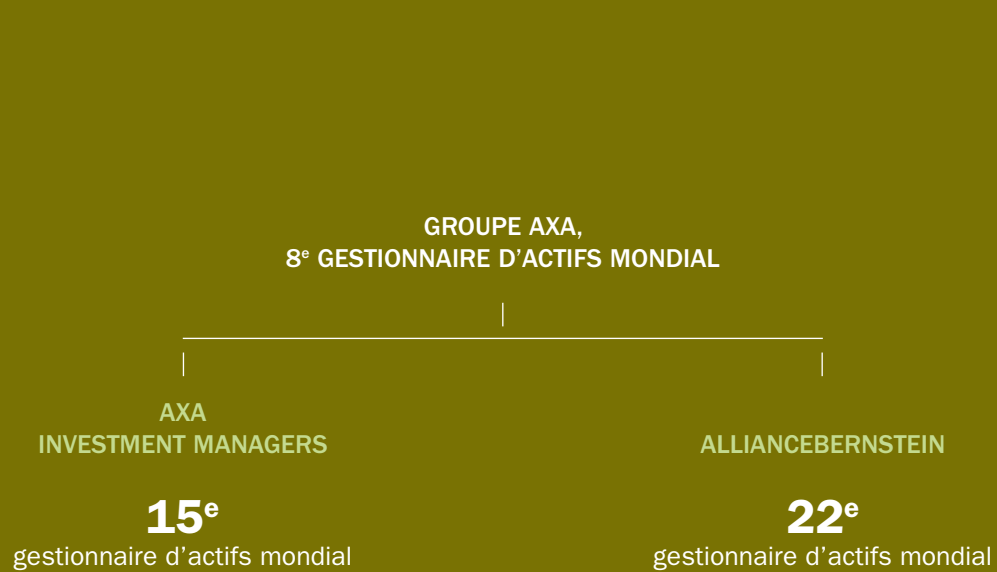 GROUPE AXA,
8e GESTIONNAIRE D’ACTIFS MONDIAL
AXA
INVESTMENT MANAGERS
15e
gestionnaire d’actifs mondial
ALLIANCEBERNSTEIN
22e
gestionnaire d’actifs mondial